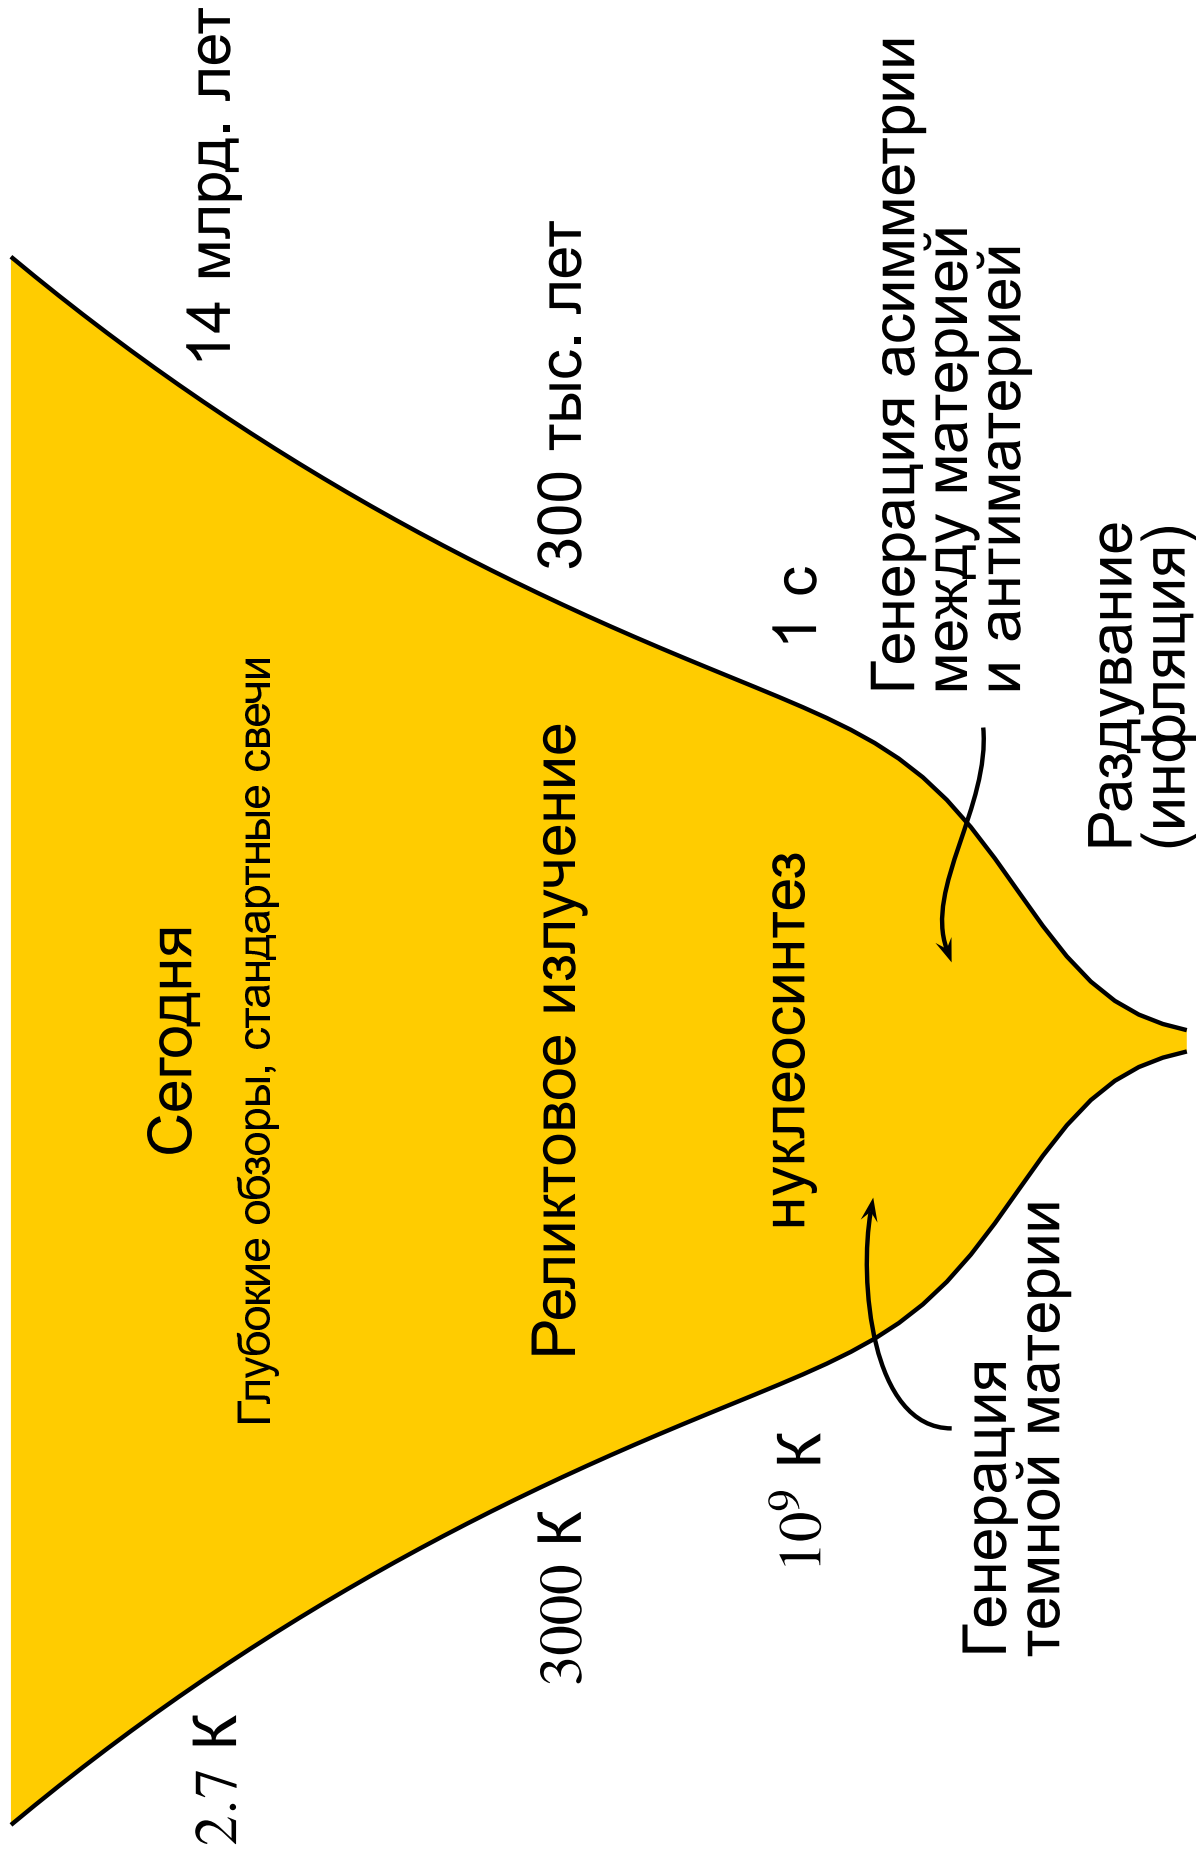 Сегодня
Глубокие обзоры, стандартные свечи
2.7 К
14 млрд. лет
Реликтовое излучение
3000 К
300 тыс. лет
нуклеосинтез
10⁹ К
1 с
Генерация
темной материи
Генерация асимметрии
между материей
и антиматерией
Раздувание
(инфляция)